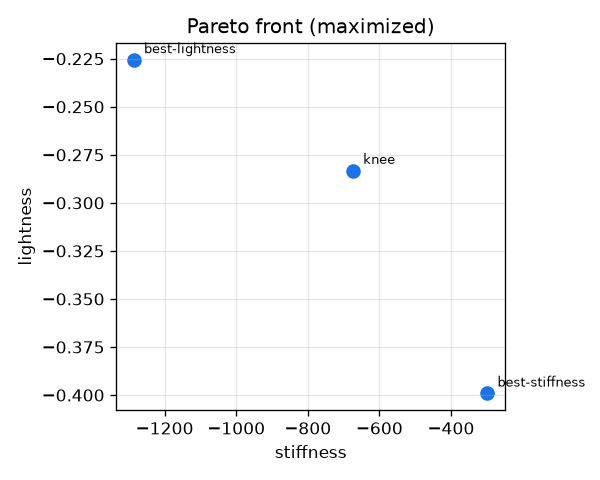 Pareto front (maximized)
best-lightness
knee
best-stiffness
−0.225
−0.250
−0.275
−0.300
−0.325
−0.350
−0.375
−0.400
lightness
−1200 −1000 −800 −600 −400
stiffness